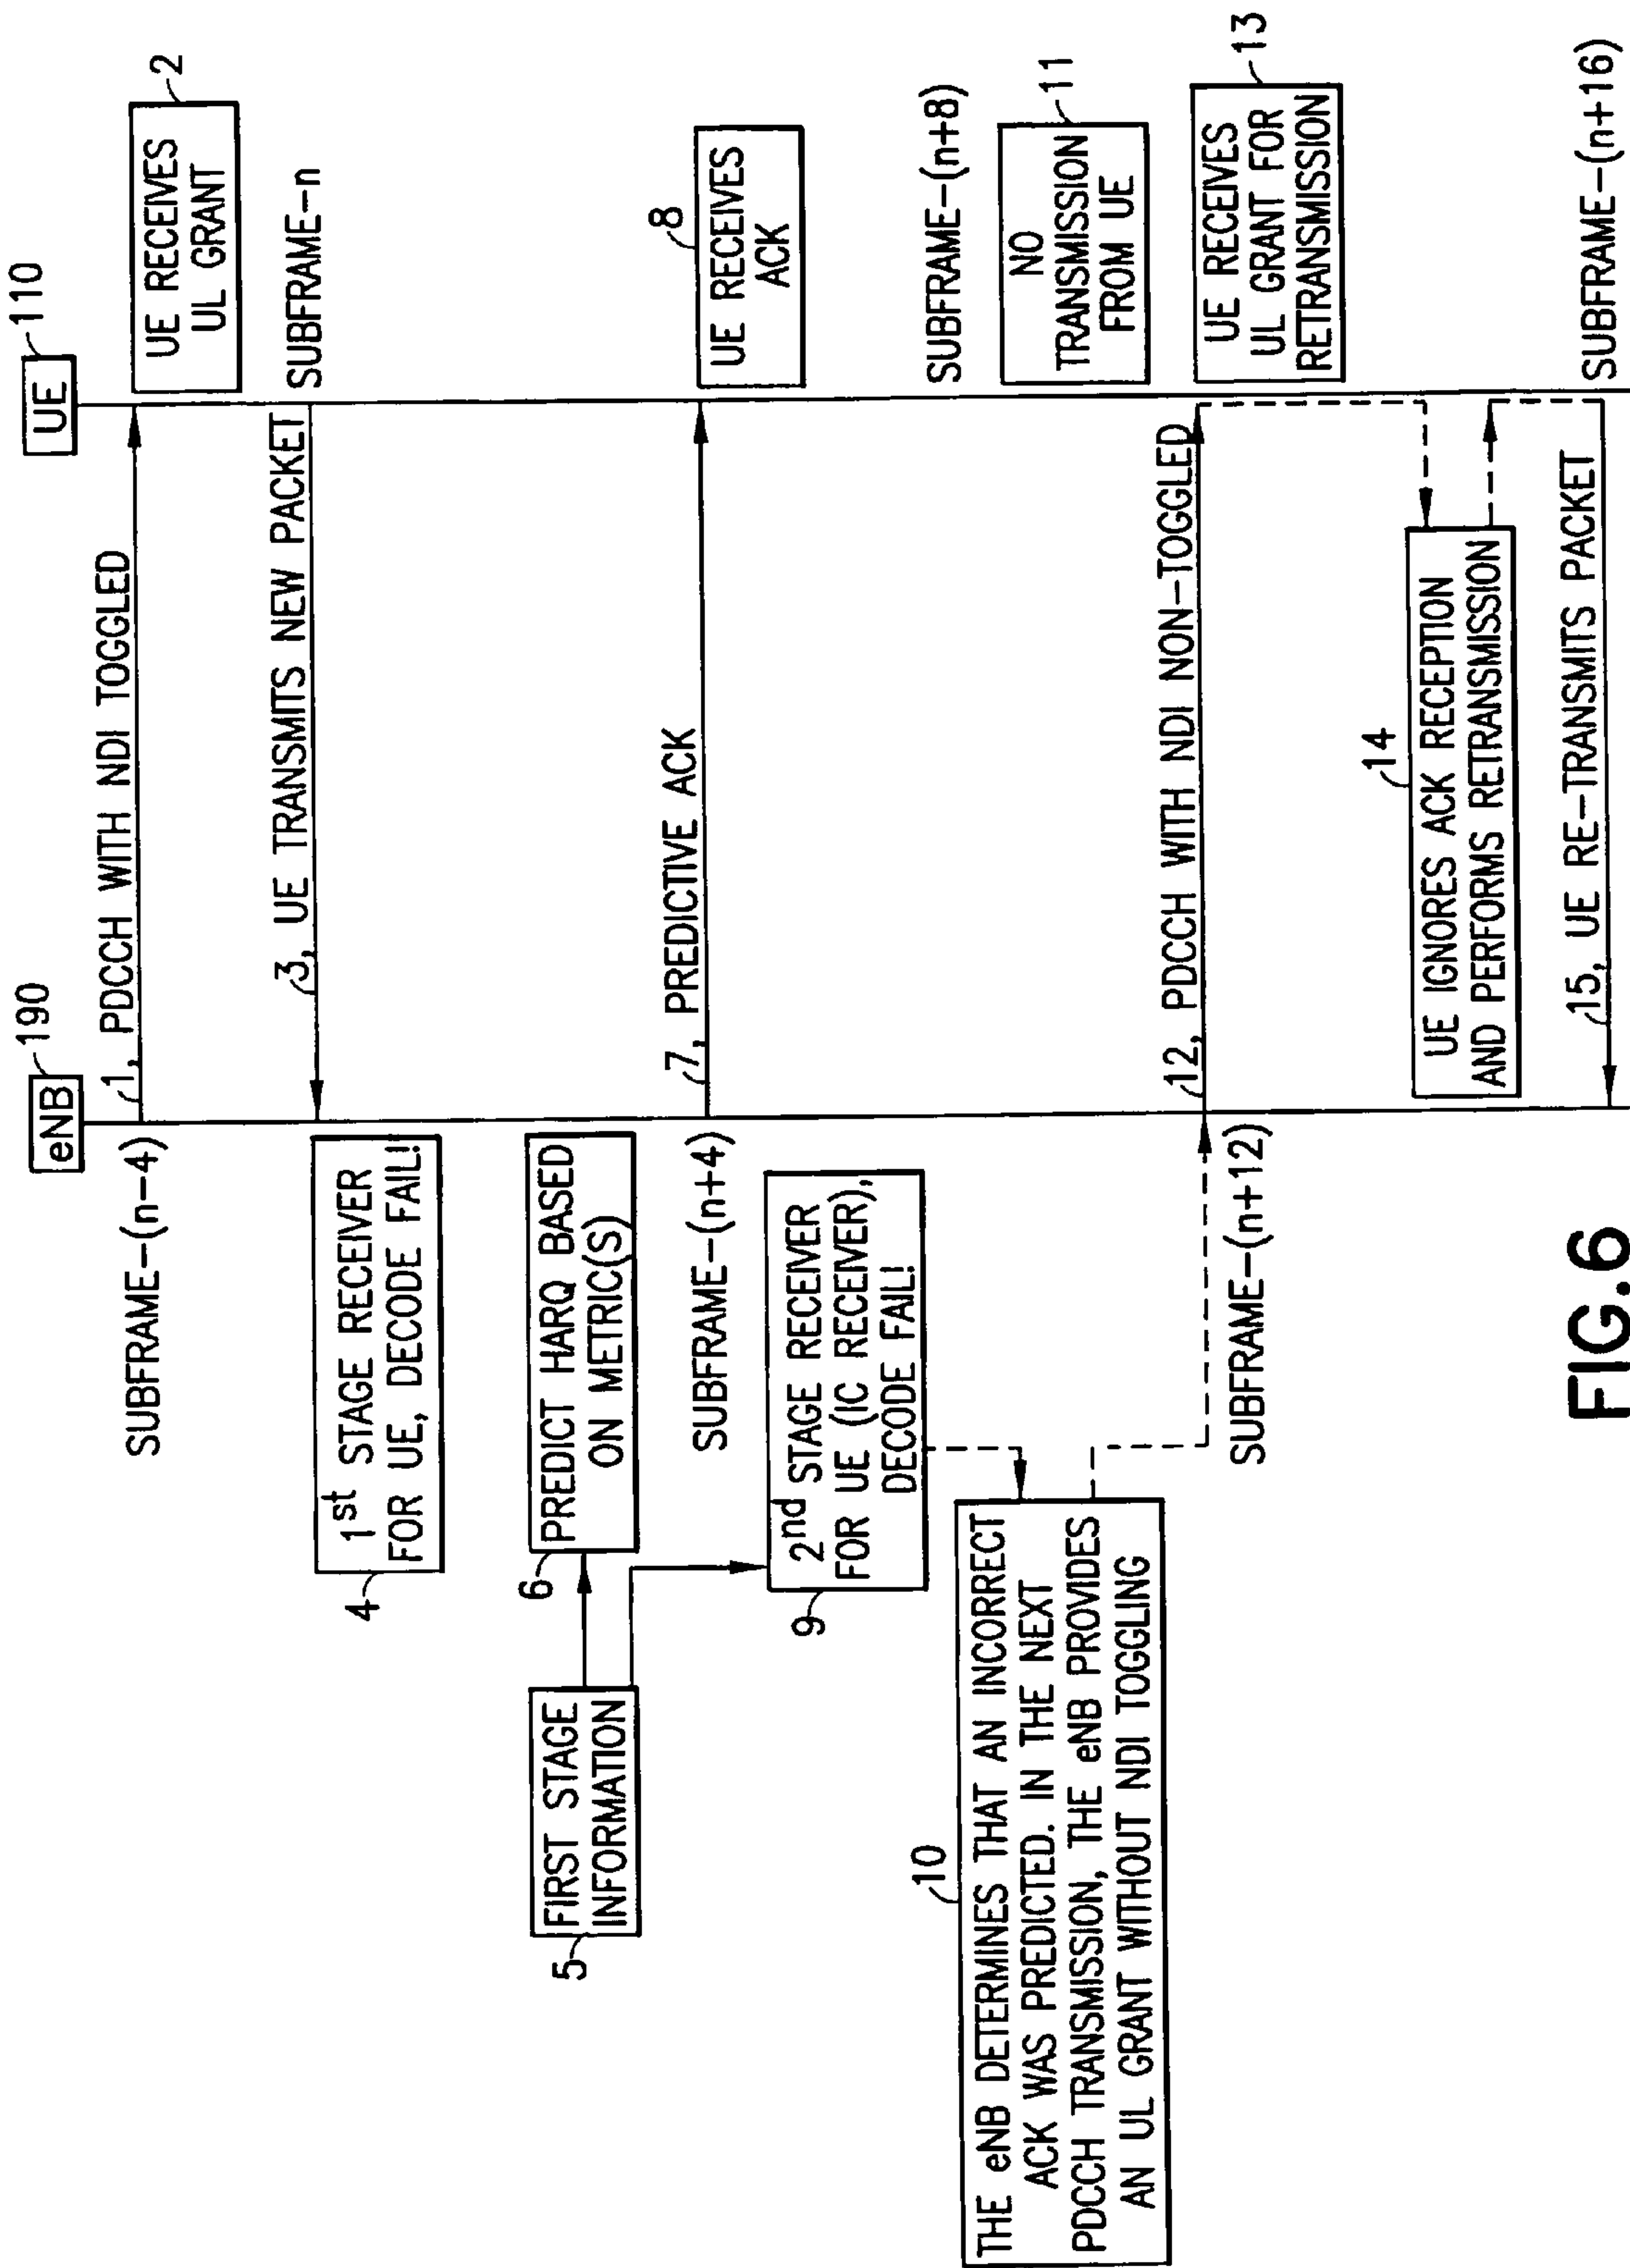 eNB
190
UE
110
SUBFRAME-(n-4)
1, PDCCH WITH NDI TOGGLED
UE RECEIVES
UL GRANT
2
3, UE TRANSMITS NEW PACKET
SUBFRAME-n
1st STAGE RECEIVER
FOR UE, DECODE FAIL!
4
FIRST STAGE
INFORMATION
5
6
PREDICT HARQ BASED
ON METRIC(S)
SUBFRAME-(n+4)
7, PREDICTIVE ACK
8
UE RECEIVES
ACK
2nd STAGE RECEIVER
FOR UE (IC RECEIVER),
DECODE FAIL!
9
SUBFRAME-(n+8)
10
THE eNB DETERMINES THAT AN INCORRECT
ACK WAS PREDICTED. IN THE NEXT
PDCCH TRANSMISSION, THE eNB PROVIDES
AN UL GRANT WITHOUT NDI TOGGLING
NO
TRANSMISSION
FROM UE
11
12, PDCCH WITH NDI NON-TOGGLED
SUBFRAME-(n+12)
UE RECEIVES
UL GRANT FOR
RETRANSMISSION
13
14
UE IGNORES ACK RECEPTION
AND PERFORMS RETRANSMISSION
15, UE RE-TRANSMITS PACKET
SUBFRAME-(n+16)
FIG.6